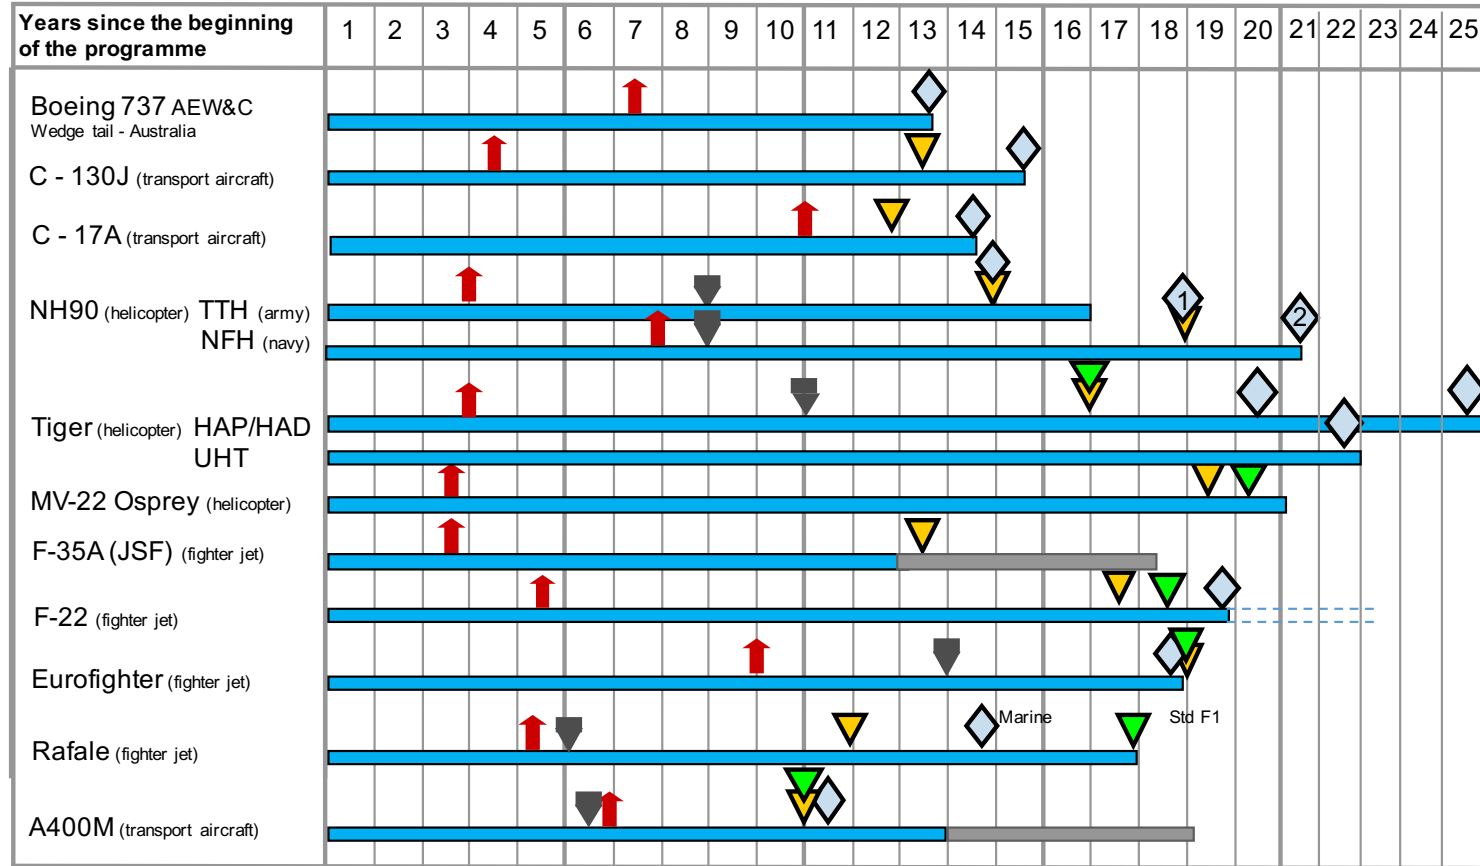 Years since the beginning
of the programme
1 2 3 4 5 6 7 8 9 10 11 12 13 14 15 16 17 18 19 20 21 22 23 24 25
Boeing 737 AEW&C
Wedge tail - Australia
C - 130J (transport aircraft)
C - 17A (transport aircraft)
NH90 (helicopter) TTH (army)
1
2
NFH (navy)
Tiger (helicopter) HAP/HAD
UHT
MV-22 Osprey (helicopter)
F-35A (JSF) (fighter jet)
F-22 (fighter jet)
Eurofighter (fighter jet)
Marine
Std F1
Rafale (fighter jet)
A400M (transport aircraft)